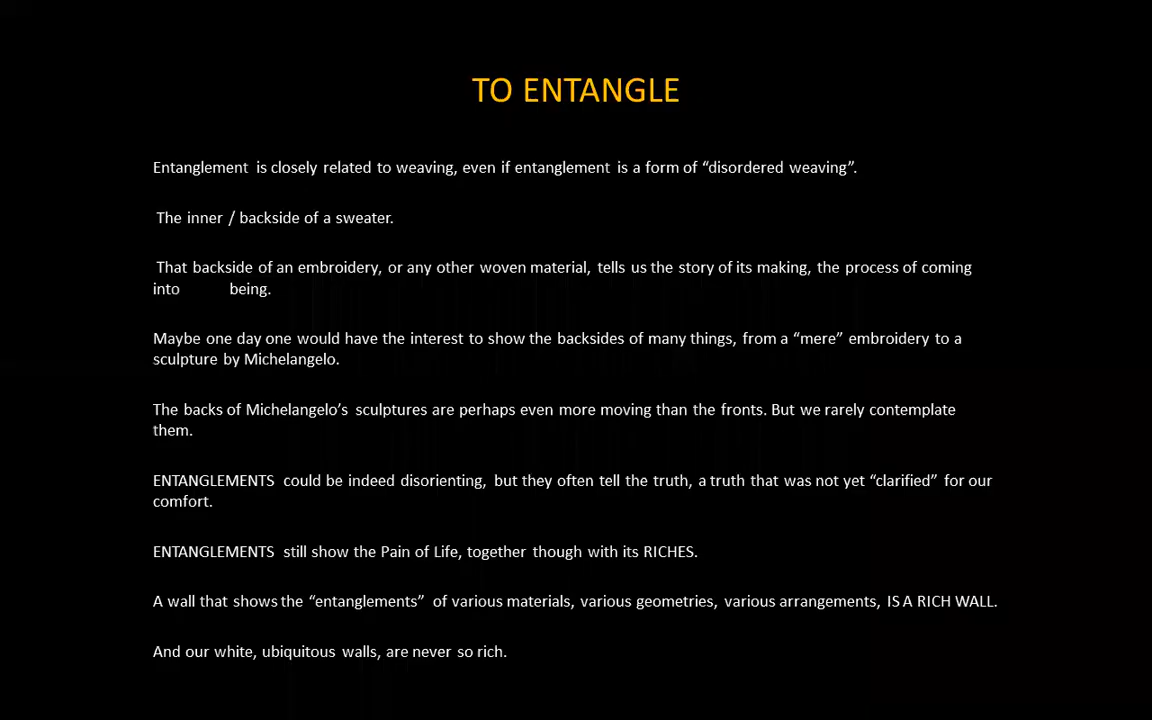 TO ENTANGLE
Entanglement is closely related to weaving, even if entanglement is a form of “disordered weaving”.
The inner / backside of a sweater.
That backside of an embroidery, or any other woven material, tells us the story of its making, the process of coming
into being.
Maybe one day one would have the interest to show the backsides of many things, from a “mere” embroidery to a
sculpture by Michelangelo.
The backs of Michelangelo’s sculptures are perhaps even more moving than the fronts. But we rarely contemplate
them.
ENTANGLEMENTS could be indeed disorienting, but they often tell the truth, a truth that was not yet “clarified” for our
comfort.
ENTANGLEMENTS still show the Pain of Life, together though with its RICHES.
A wall that shows the “entanglements” of various materials, various geometries, various arrangements, IS A RICH WALL.
And our white, ubiquitous walls, are never so rich.